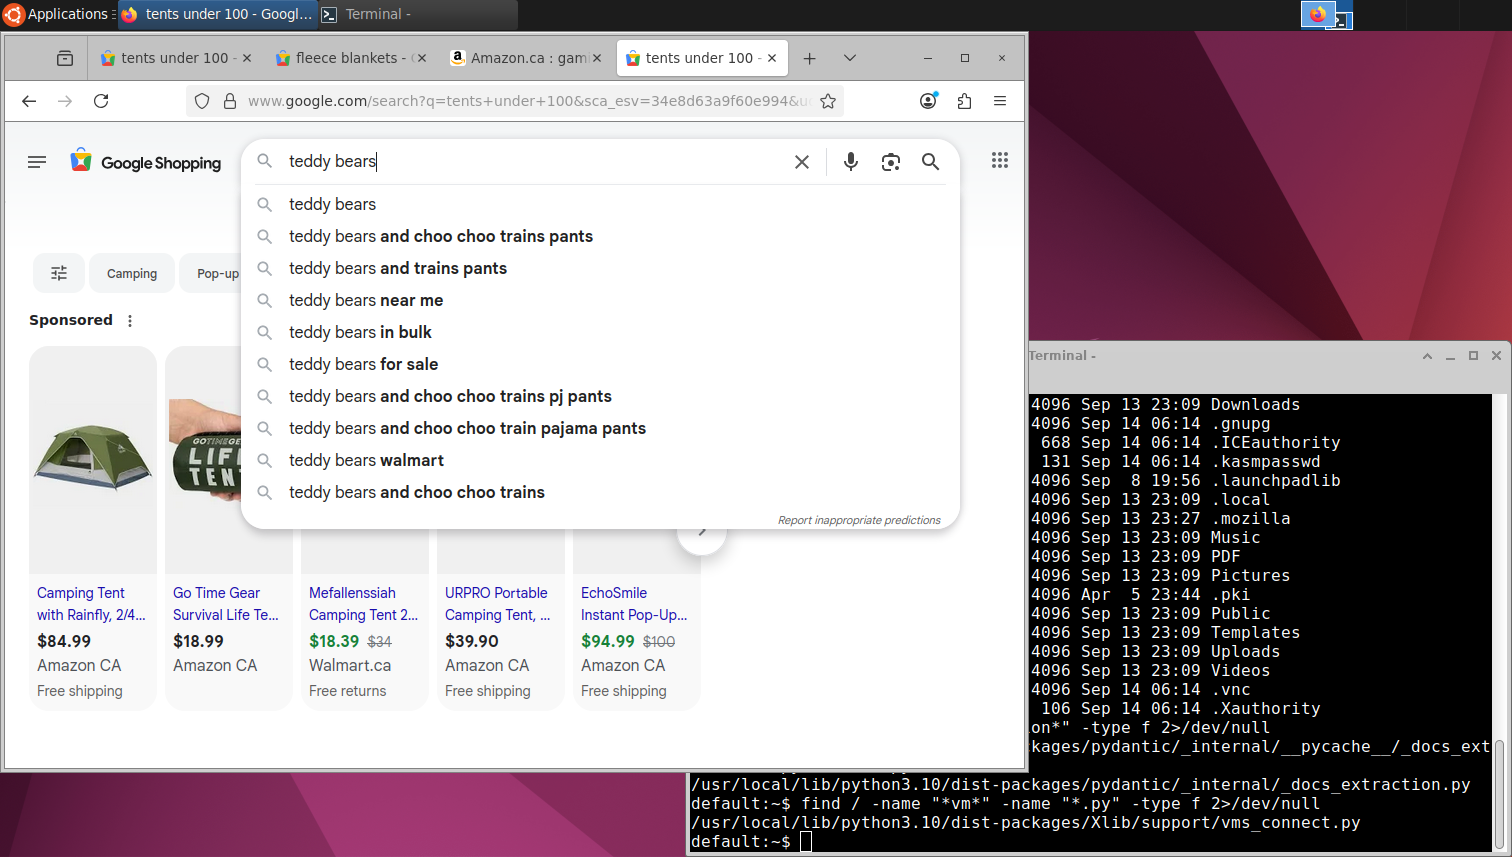 Applications
tents under 100 - Googl...
Terminal -
tents under 100 -
fleece blankets -
Amazon.ca : gam
tents under 100 -
www.google.com/search?q=tents+under+100&sca_esv=34e8d63a9f60e994&u
Google Shopping
teddy bears
teddy bears
teddy bears and choo choo trains pants
teddy bears and trains pants
teddy bears near me
teddy bears in bulk
teddy bears for sale
teddy bears and choo choo trains pj pants
teddy bears and choo choo train pajama pants
teddy bears walmart
teddy bears and choo choo trains
Report inappropriate predictions
Camping
Pop-up
Sponsored
GOTIMEGE
LIF
TEN
Camping Tent
with Rainfly, 2/4...
$84.99
Amazon CA
Free shipping
Go Time Gear
Survival Life Te...
$18.99
Amazon CA
Mefallenssiah
Camping Tent 2...
$18.39 $34
Walmart.ca
Free returns
URPRO Portable
Camping Tent, ...
$39.90
Amazon CA
Free shipping
EchoSmile
Instant Pop-Up...
$94.99 $100
Amazon CA
Free shipping
Terminal -
4096 Sep 13 23:09 Downloads
4096 Sep 14 06:14 .gnupg
668 Sep 14 06:14 .ICEauthority
131 Sep 14 06:14 .kasmpasswd
4096 Sep  8 19:56 .launchpadlib
4096 Sep 13 23:09 .local
4096 Sep 13 23:27 .mozilla
4096 Sep 13 23:09 Music
4096 Sep 13 23:09 PDF
4096 Sep 13 23:09 Pictures
4096 Apr  5 23:44 .pki
4096 Sep 13 23:09 Public
4096 Sep 13 23:09 Templates
4096 Sep 13 23:09 Uploads
4096 Sep 13 23:09 Videos
4096 Sep 14 06:14 .vnc
106 Sep 14 06:14 .Xauthority
on*" -type f 2>/dev/null
kages/pydantic/_internal/__pycache__/_docs_ext
/usr/local/lib/python3.10/dist-packages/pydantic/_internal/_docs_extraction.py
default:~$ find / -name "*vm*" -name "*.py" -type f 2>/dev/null
/usr/local/lib/python3.10/dist-packages/Xlib/support/vms_connect.py
default:~$